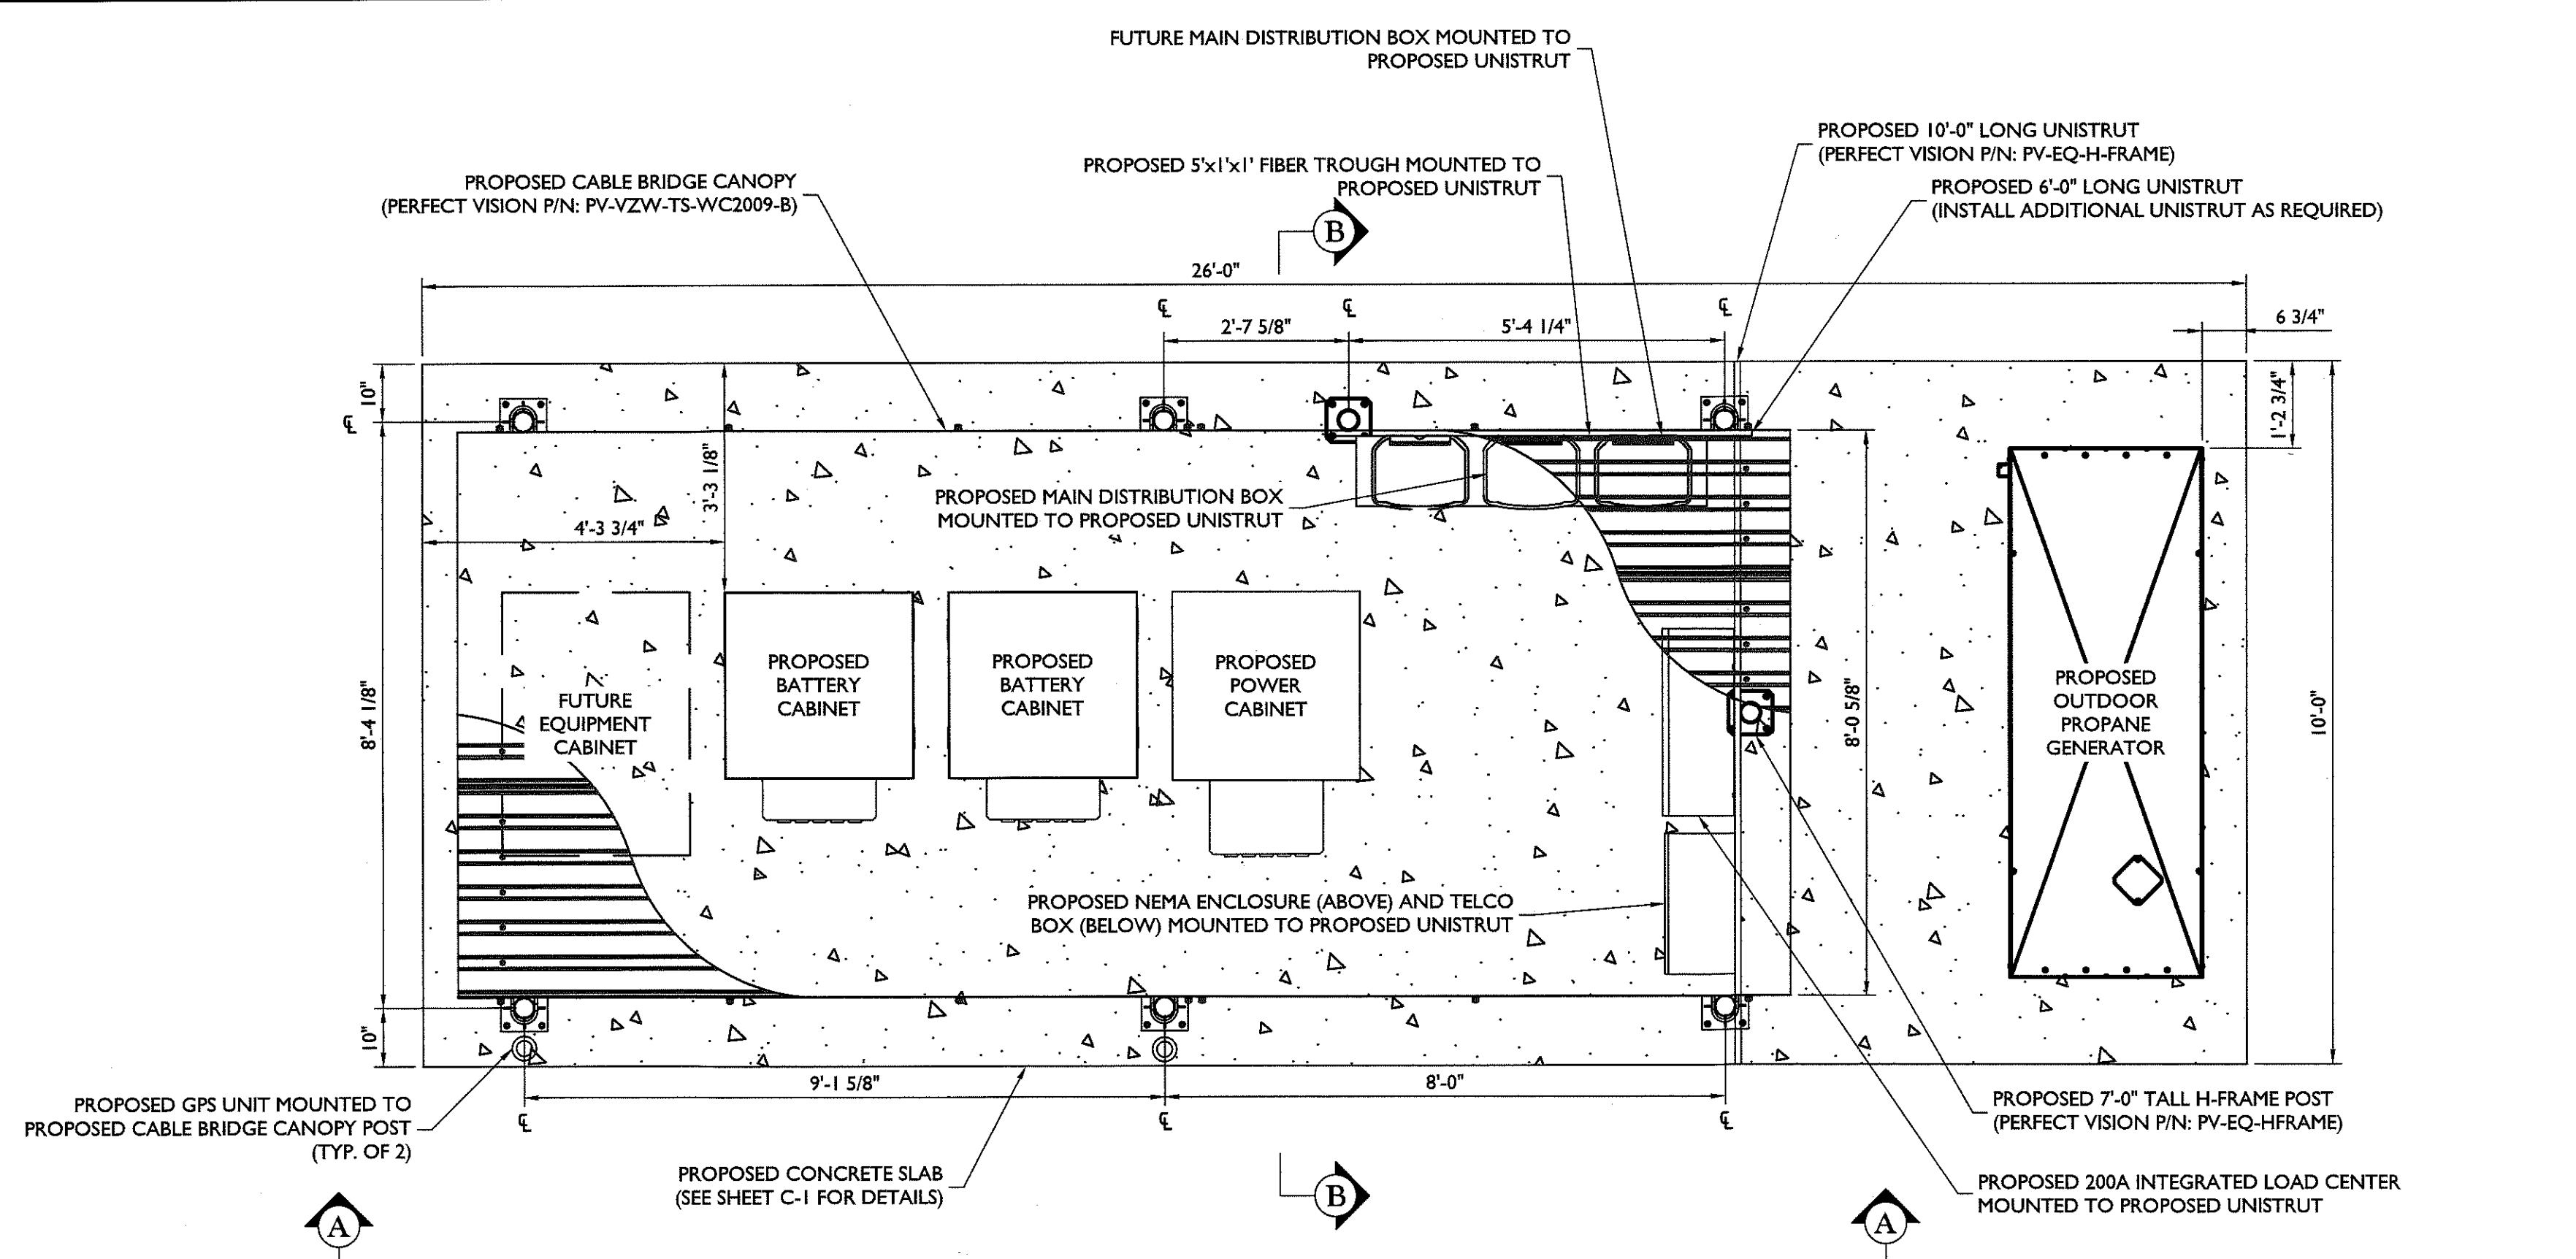 FUTURE MAIN DISTRIBUTION BOX MOUNTED TO
PROPOSED UNISTRUT
PROPOSED 10'-0" LONG UNISTRUT
(PERFECT VISION P/N: PV-EQ-H-FRAME)
PROPOSED 5'x1'x1' FIBER TROUGH MOUNTED TO
PROPOSED UNISTRUT
PROPOSED CABLE BRIDGE CANOPY
(PERFECT VISION P/N: PV-VZW-TS-WC2009-B)
PROPOSED 6'-0" LONG UNISTRUT
(INSTALL ADDITIONAL UNISTRUT AS REQUIRED)
B
26'-0"
℄
℄
℄
2'-7 5/8"
5'-4 1/4"
6 3/4"
10"
℄
1'-2 3/4"
3'-3 1/8"
PROPOSED MAIN DISTRIBUTION BOX
MOUNTED TO PROPOSED UNISTRUT
4'-3 3/4"
8'-4 1/8"
FUTURE
EQUIPMENT
CABINET
PROPOSED
BATTERY
CABINET
PROPOSED
BATTERY
CABINET
PROPOSED
POWER
CABINET
8'-0 5/8"
PROPOSED
OUTDOOR
PROPANE
GENERATOR
10'-0"
PROPOSED NEMA ENCLOSURE (ABOVE) AND TELCO
BOX (BELOW) MOUNTED TO PROPOSED UNISTRUT
10"
9'-1 5/8"
8'-0"
℄
℄
℄
PROPOSED GPS UNIT MOUNTED TO
PROPOSED CABLE BRIDGE CANOPY POST
(TYP. OF 2)
PROPOSED 7'-0" TALL H-FRAME POST
(PERFECT VISION P/N: PV-EQ-HFRAME)
PROPOSED CONCRETE SLAB
(SEE SHEET C-1 FOR DETAILS)
B
PROPOSED 200A INTEGRATED LOAD CENTER
MOUNTED TO PROPOSED UNISTRUT
A
A